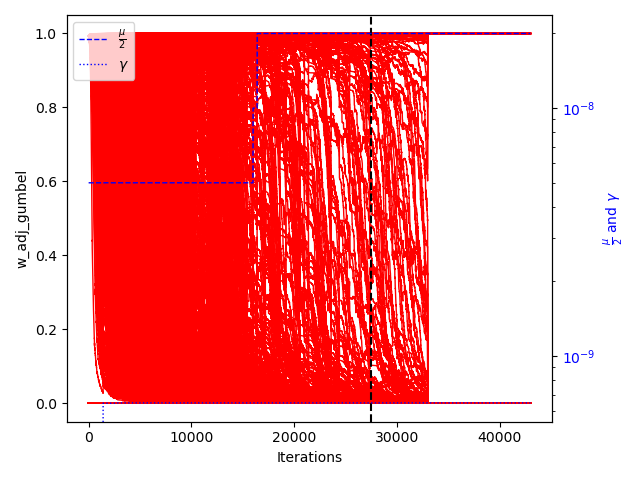 μ/2
γ
1.0
0.8
0.6
0.4
0.2
0.0
w_adj_gumbel
0
10000
20000
30000
40000
Iterations
10⁻⁸
10⁻⁹
μ/2 and γ